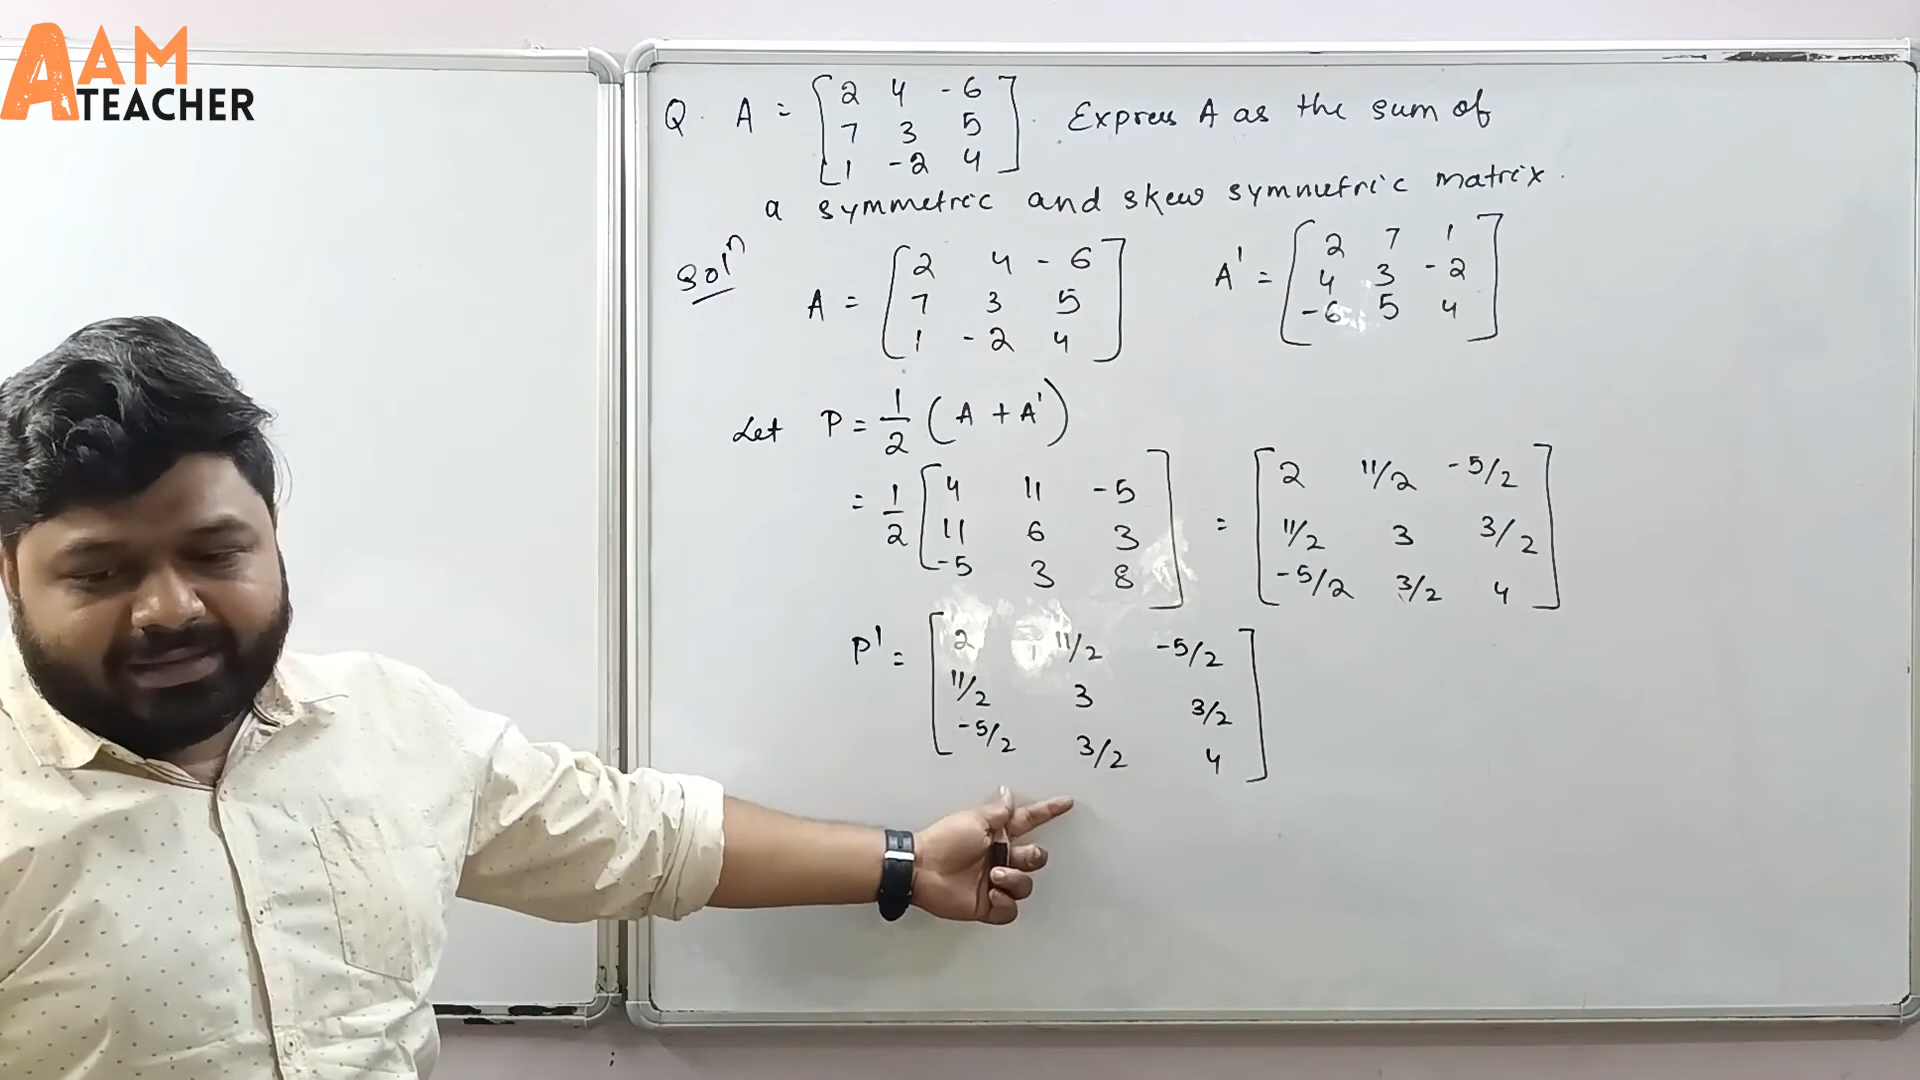 AAM
TEACHER
Q. A = [2 4 -6
7 3 5
1 -2 4]. Express A as the sum of
a symmetric and skew symmetric matrix.
Solⁿ
A = [2 4 -6
7 3 5
1 -2 4]
A' = [2 7 1
4 3 -2
-6 5 4]
Let P = 1/2 (A + A')
= 1/2 [4 11 -5
11 6 3
-5 3 8]
= [2 11/2 -5/2
11/2 3 3/2
-5/2 3/2 4]
P' = [2 11/2 -5/2
11/2 3 3/2
-5/2 3/2 4]